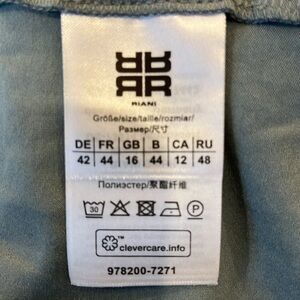 RIANI
Größe/size/taille/rozmiar/
Размер/尺寸
DE FR GB B CA RU
42 44 16 44 12 48
Полиэстер/聚酯纤维
30 P
™ clevercare.info
978200-7271